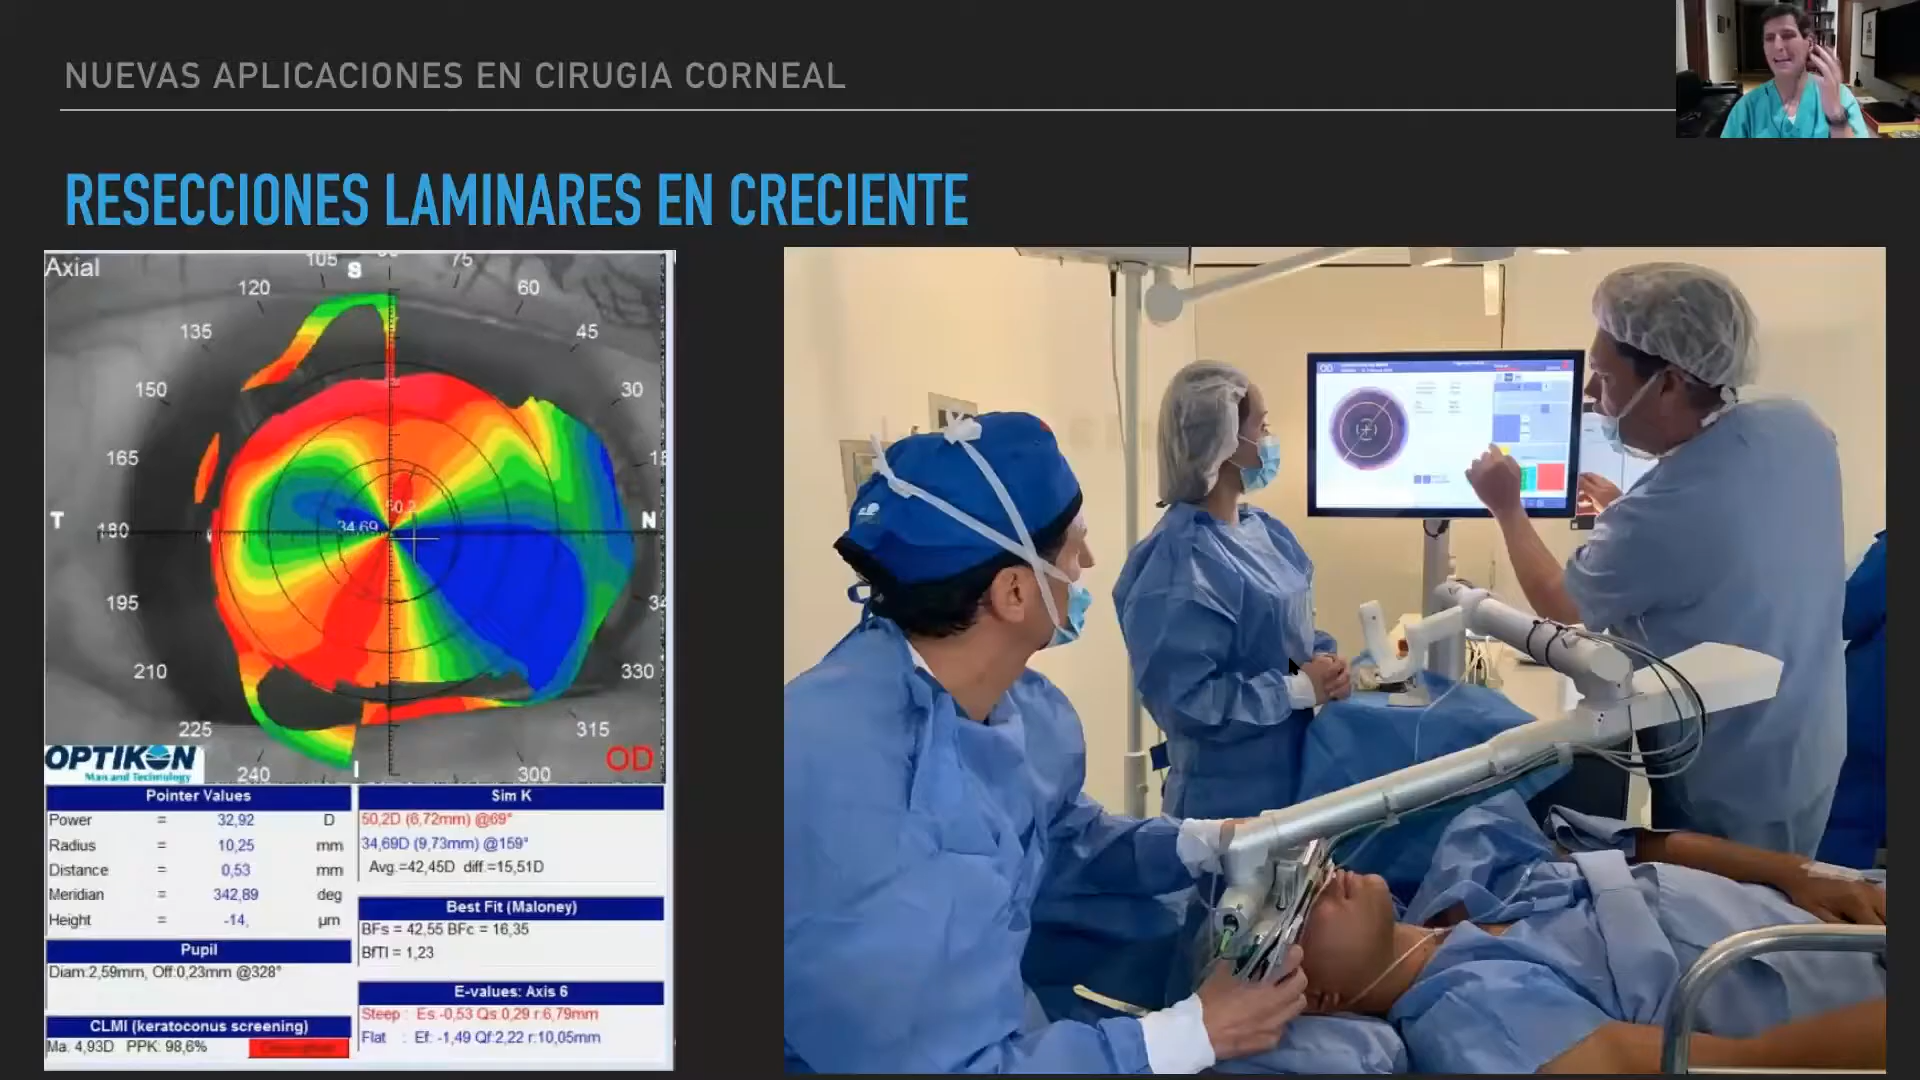 NUEVAS APLICACIONES EN CIRUGIA CORNEAL
RESECCIONES LAMINARES EN CRECIENTE
Axial
105
S
75
120
60
135
45
150
30
165
T
180
N
34.69
195
210
330
225
315
240
300
I
OD
OPTIKON
Man and Technology
Pointer Values
Power = 32,92 D
Radius = 10,25 mm
Distance = 0,53 mm
Meridian = 342,89 deg
Height = -14, µm
Pupil
Diam:2,59mm, Off:0,23mm @328°
CLMI (keratoconus screening)
Ma: 4,93D PPK: 98,6%
Sim K
50,2D (6,72mm) @69°
34,69D (9,73mm) @159°
Avg.=42,45D diff.=15,51D
Best Fit (Maloney)
BFs = 42,55 BFc = 16,35
BfTI = 1,23
E-values: Axis 6
Steep : Es:-0,53 Qs:0,29 r:6,79mm
Flat : Ef: -1,49 Qf:2,22 r:10,05mm
OD